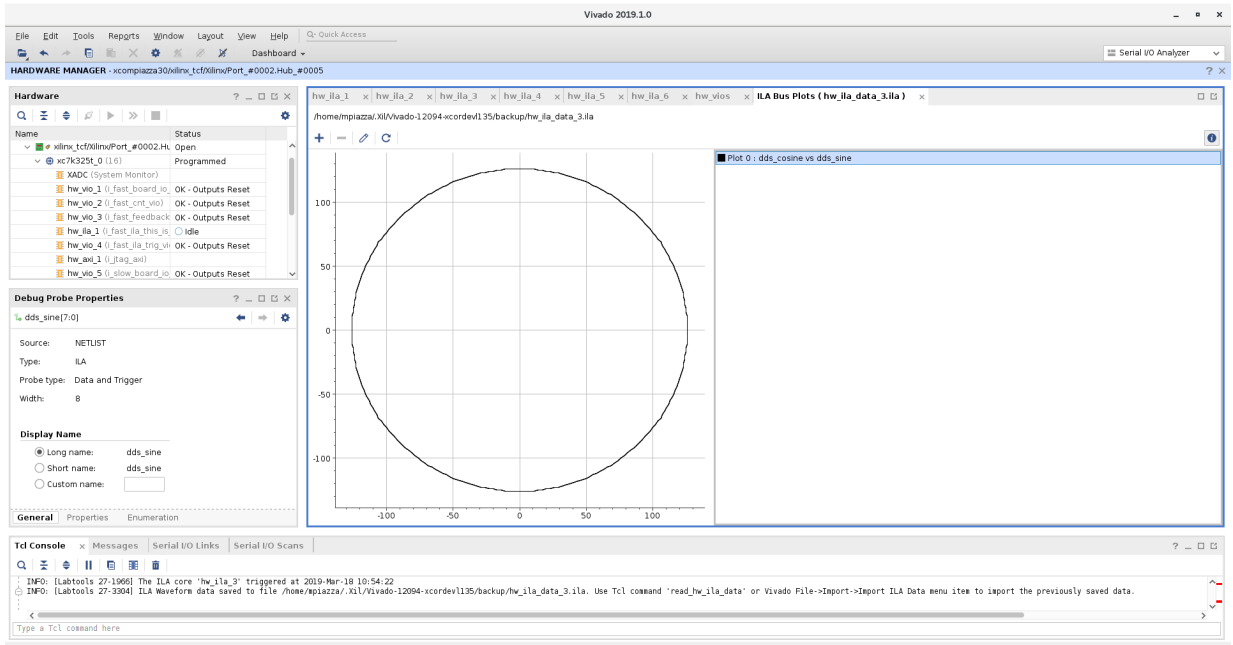 Vivado 2019.1.0
File Edit Tools Reports Window Layout View Help Q- Quick Access
Dashboard
Serial I/O Analyzer
HARDWARE MANAGER - xcompiazza30/xilinx_tcf/Xilinx/Port_#0002.Hub_#0005
Hardware
Name Status
xilinx_tcf/Xilinx/Port_#0002.Hu Open
xc7k325t_0 (16) Programmed
XADC (System Monitor)
hw_vio_1 (i_fast_board_io_ OK - Outputs Reset
hw_vio_2 (i_fast_cnt_vio) OK - Outputs Reset
hw_vio_3 (i_fast_feedback OK - Outputs Reset
hw_ila_1 (i_fast_ila_this_is_ Idle
hw_vio_4 (i_fast_ila_trig_vi OK - Outputs Reset
hw_axi_1 (i_jtag_axi)
hw_vio_5 (i_slow_board_io OK - Outputs Reset
Debug Probe Properties
dds_sine[7:0]
Source: NETLIST
Type: ILA
Probe type: Data and Trigger
Width: 8
Display Name
Long name: dds_sine
Short name: dds_sine
Custom name:
General Properties Enumeration
hw_ila_1 hw_ila_2 hw_ila_3 hw_ila_4 hw_ila_5 hw_ila_6 hw_vios ILA Bus Plots ( hw_ila_data_3.ila )
/home/mpiazza/.Xil/Vivado-12094-xcordevl135/backup/hw_ila_data_3.ila
100
50
0
-50
-100
-100 -50 0 50 100
Plot 0 : dds_cosine vs dds_sine
Tcl Console Messages Serial I/O Links Serial I/O Scans
INFO: [Labtools 27-1966] The ILA core 'hw_ila_3' triggered at 2019-Mar-18 10:54:22
INFO: [Labtools 27-3304] ILA Waveform data saved to file /home/mpiazza/.Xil/Vivado-12094-xcordevl135/backup/hw_ila_data_3.ila. Use Tcl command 'read_hw_ila_data' or Vivado File->Import->Import ILA Data menu item to import the previously saved data.
Type a Tcl command here